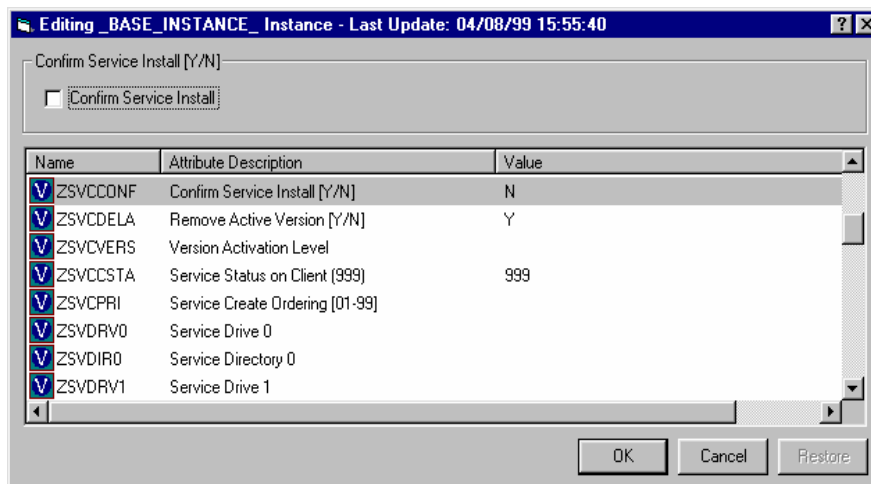 Editing _BASE_INSTANCE_ Instance - Last Update: 04/08/99 15:55:40
Confirm Service Install [Y/N]
Confirm Service Install
Name Attribute Description Value
V ZSVCCONF Confirm Service Install [Y/N] N
V ZSVCDELA Remove Active Version [Y/N] Y
V ZSVCVERS Version Activation Level
V ZSVCCSTA Service Status on Client (999) 999
V ZSVCPRI Service Create Ordering [01-99]
V ZSVDRV0 Service Drive 0
V ZSVDIR0 Service Directory 0
V ZSVDRV1 Service Drive 1
OK Cancel Restore